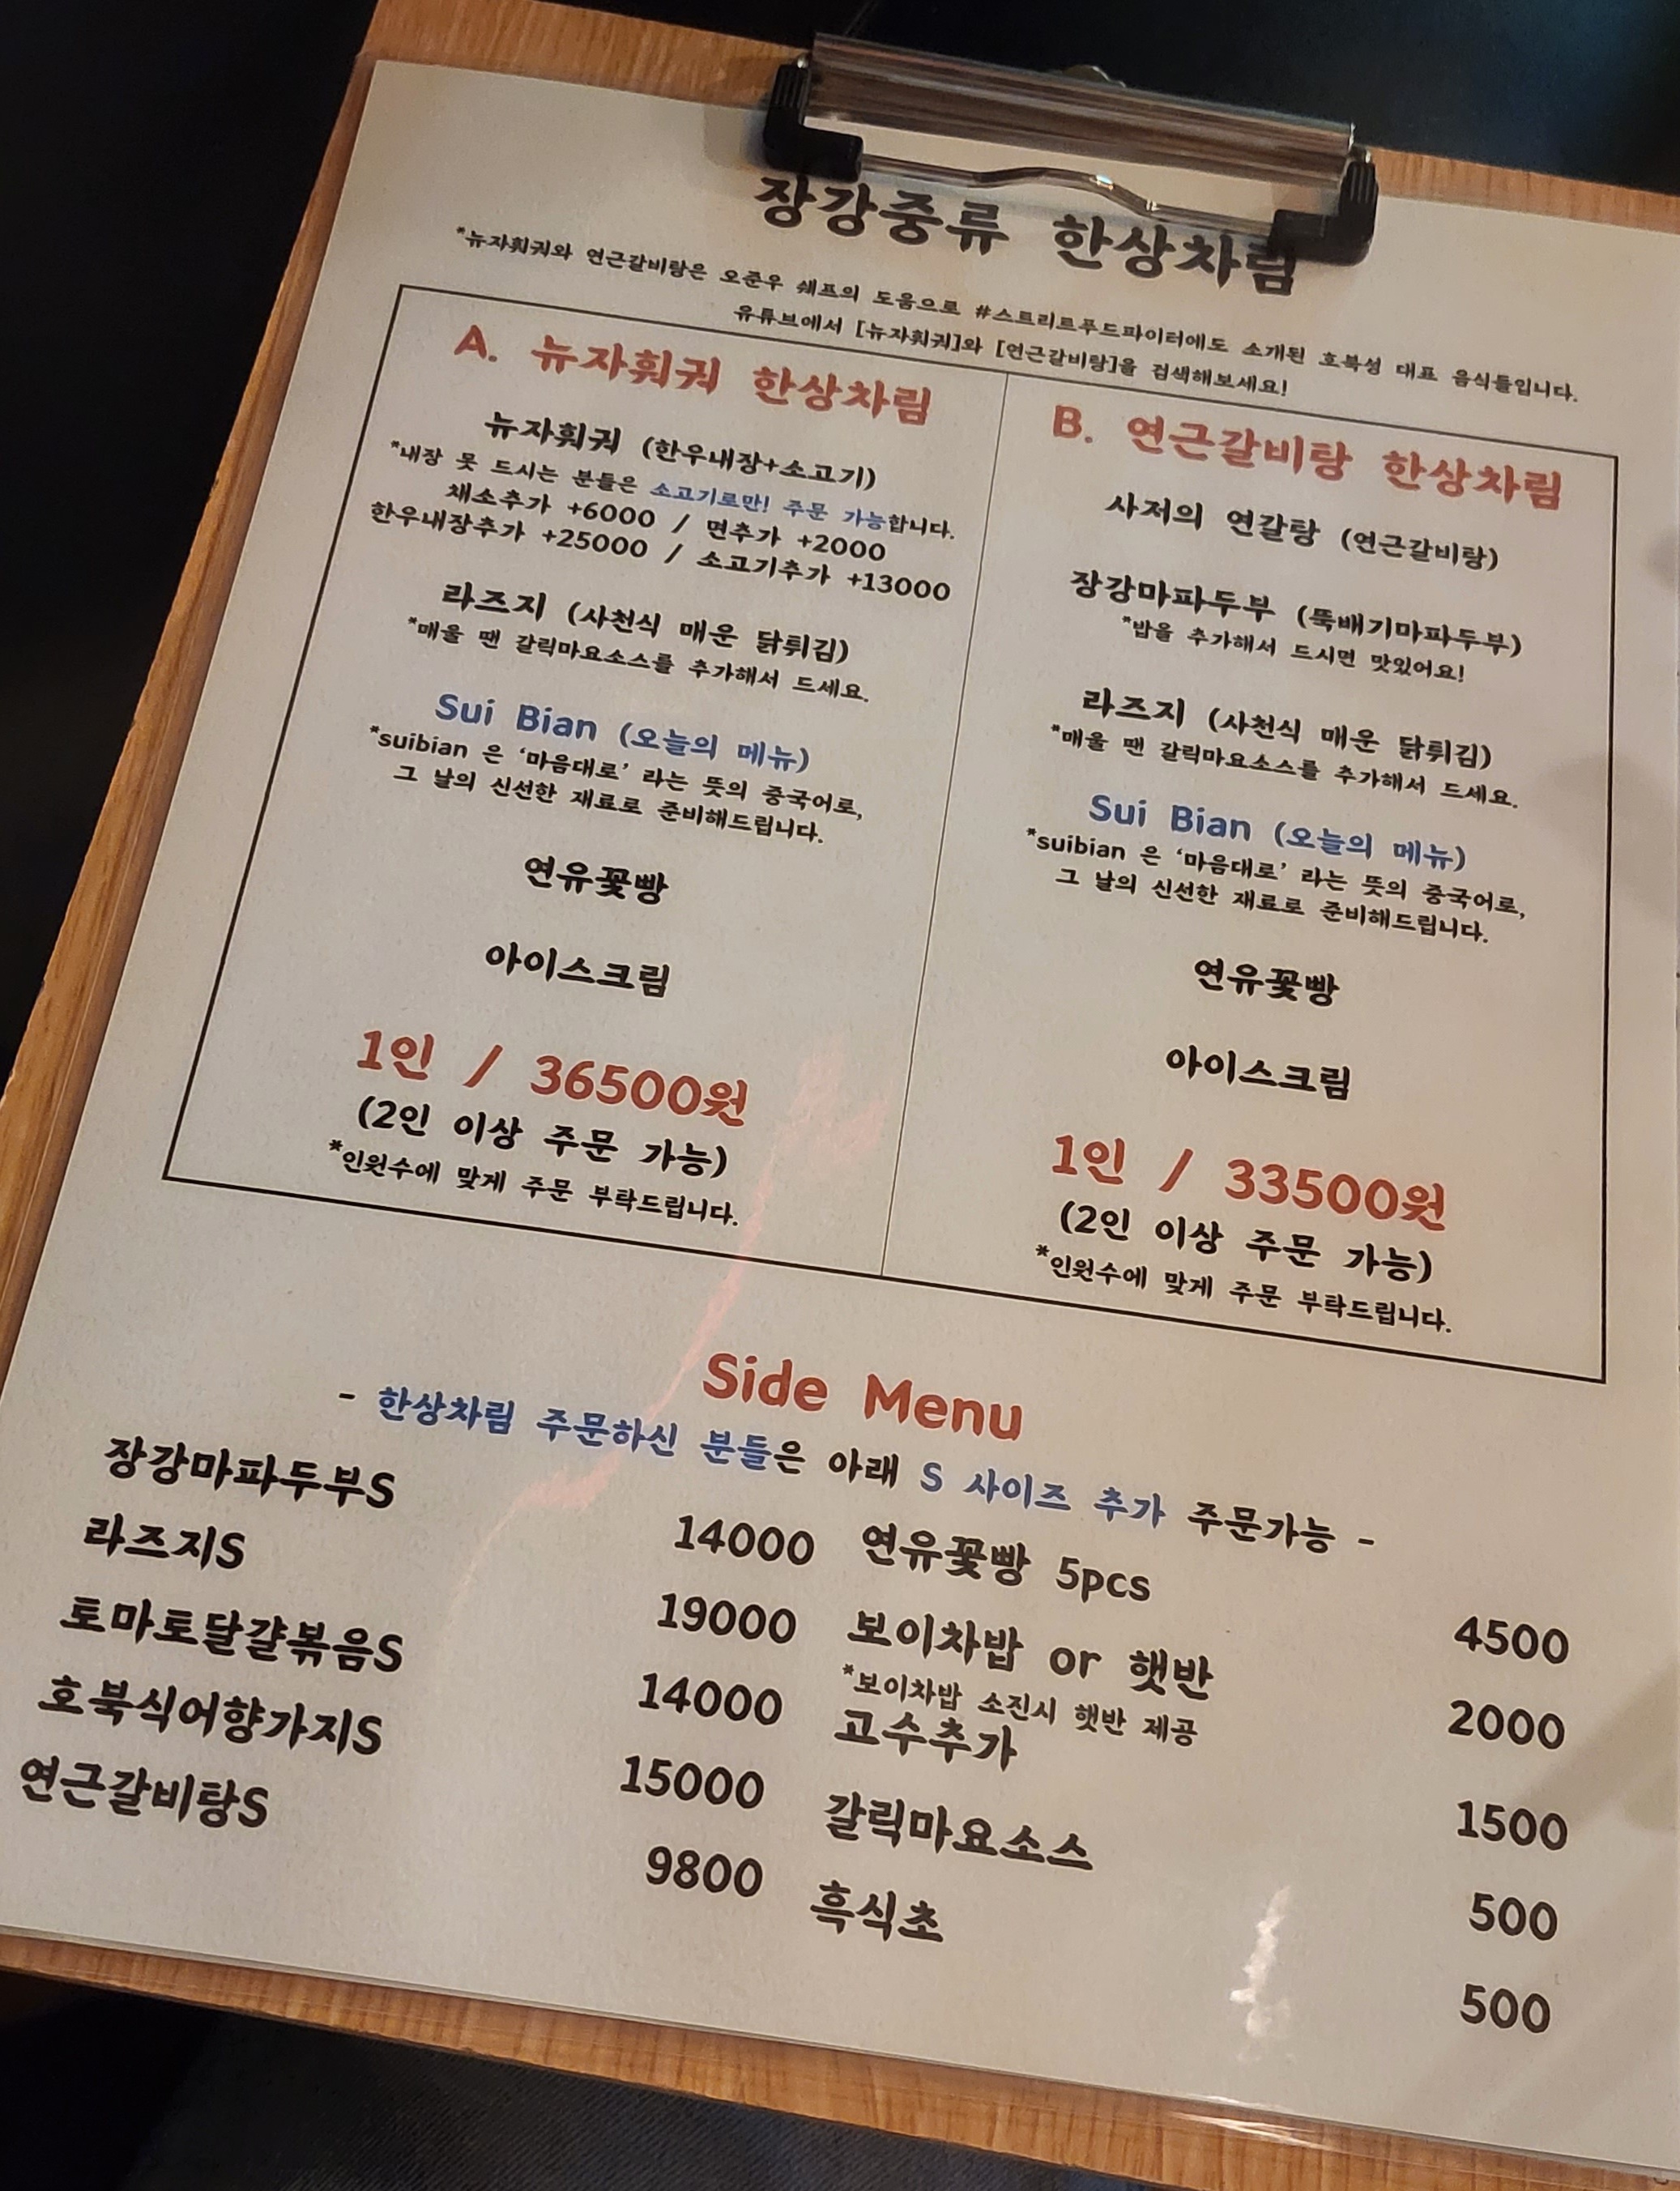 장강중류 한상차림
*뉴자훠궈와 연근갈비탕은 오준우 쉐프의 도움으로 #스트리트푸드파이터에도 소개된 호북성 대표 음식들입니다.
유튜브에서 [뉴자훠궈]와 [연근갈비탕]을 검색해보세요!
A. 뉴자훠궈 한상차림
뉴자훠궈 (한우내장+소고기)
*내장 못 드시는 분들은 소고기로만! 주문 가능합니다.
채소추가 +6000 / 면추가 +2000
한우내장추가 +25000 / 소고기추가 +13000
라즈지 (사천식 매운 닭튀김)
*매울 땐 갈릭마요소스를 추가해서 드세요.
Sui Bian (오늘의 메뉴)
*suibian 은 ‘마음대로’ 라는 뜻의 중국어로,
그 날의 신선한 재료로 준비해드립니다.
연유꽃빵
아이스크림
1인 / 36500원
(2인 이상 주문 가능)
*인원수에 맞게 주문 부탁드립니다.
B. 연근갈비탕 한상차림
사저의 연갈탕 (연근갈비탕)
장강마파두부 (뚝배기마파두부)
*밥을 추가해서 드시면 맛있어요!
라즈지 (사천식 매운 닭튀김)
*매울 땐 갈릭마요소스를 추가해서 드세요.
Sui Bian (오늘의 메뉴)
*suibian 은 ‘마음대로’ 라는 뜻의 중국어로,
그 날의 신선한 재료로 준비해드립니다.
연유꽃빵
아이스크림
1인 / 33500원
(2인 이상 주문 가능)
*인원수에 맞게 주문 부탁드립니다.
Side Menu
- 한상차림 주문하신 분들은 아래 S 사이즈 추가 주문가능 -
장강마파두부S 14000
라즈지S 19000
토마토달걀볶음S 14000
호북식어향가지S 15000
연근갈비탕S 9800
연유꽃빵 5pcs 4500
보이차밥 or 햇반 2000
*보이차밥 소진시 햇반 제공
고수추가 1500
갈릭마요소스 500
흑식초 500